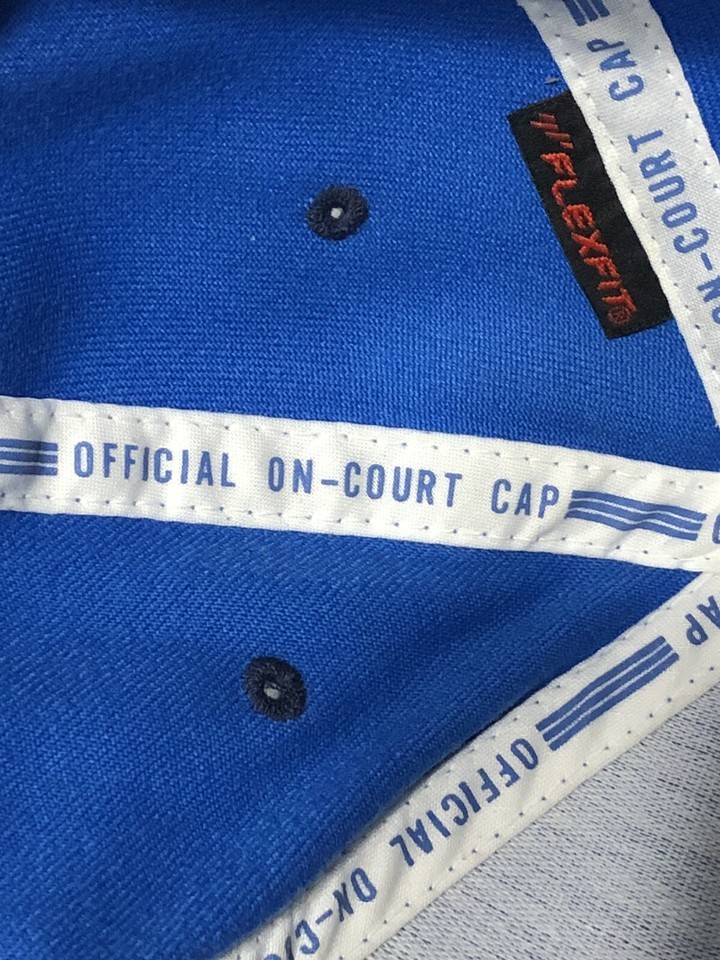 CAP
ON-COURT CAP
FLEXFIT®
OFFICIAL ON-COURT CAP
OFFICIAL